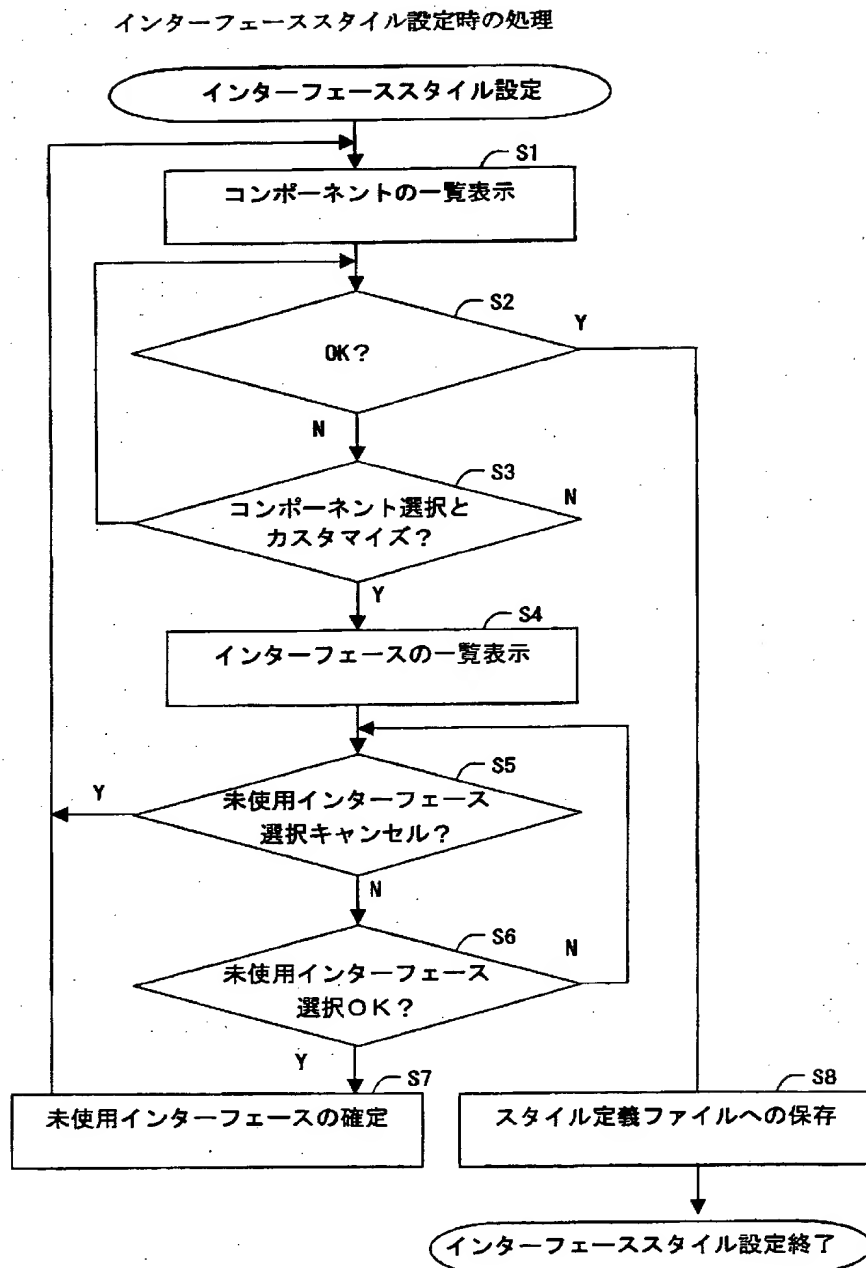 インターフェーススタイル設定時の処理
インターフェーススタイル設定
S1
コンポーネントの一覧表示
S2
Y
OK?
N
S3
N
コンポーネント選択と
カスタマイズ?
Y
S4
インターフェースの一覧表示
S5
Y
未使用インターフェース
選択キャンセル?
N
S6
N
未使用インターフェース
選択OK?
Y
S7
未使用インターフェースの確定
S8
スタイル定義ファイルへの保存
インターフェーススタイル設定終了